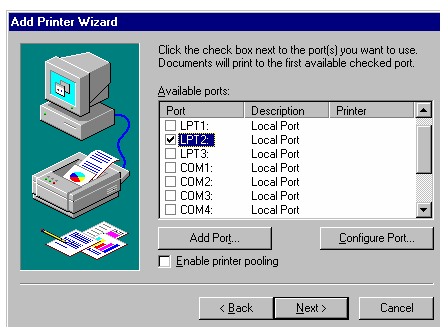 Add Printer Wizard
Click the check box next to the port(s) you want to use.
Documents will print to the first available checked port.
Available ports:
Port Description Printer
LPT1: Local Port
LPT2: Local Port
LPT3: Local Port
COM1: Local Port
COM2: Local Port
COM3: Local Port
COM4: Local Port
Add Port... Configure Port...
Enable printer pooling
< Back Next > Cancel